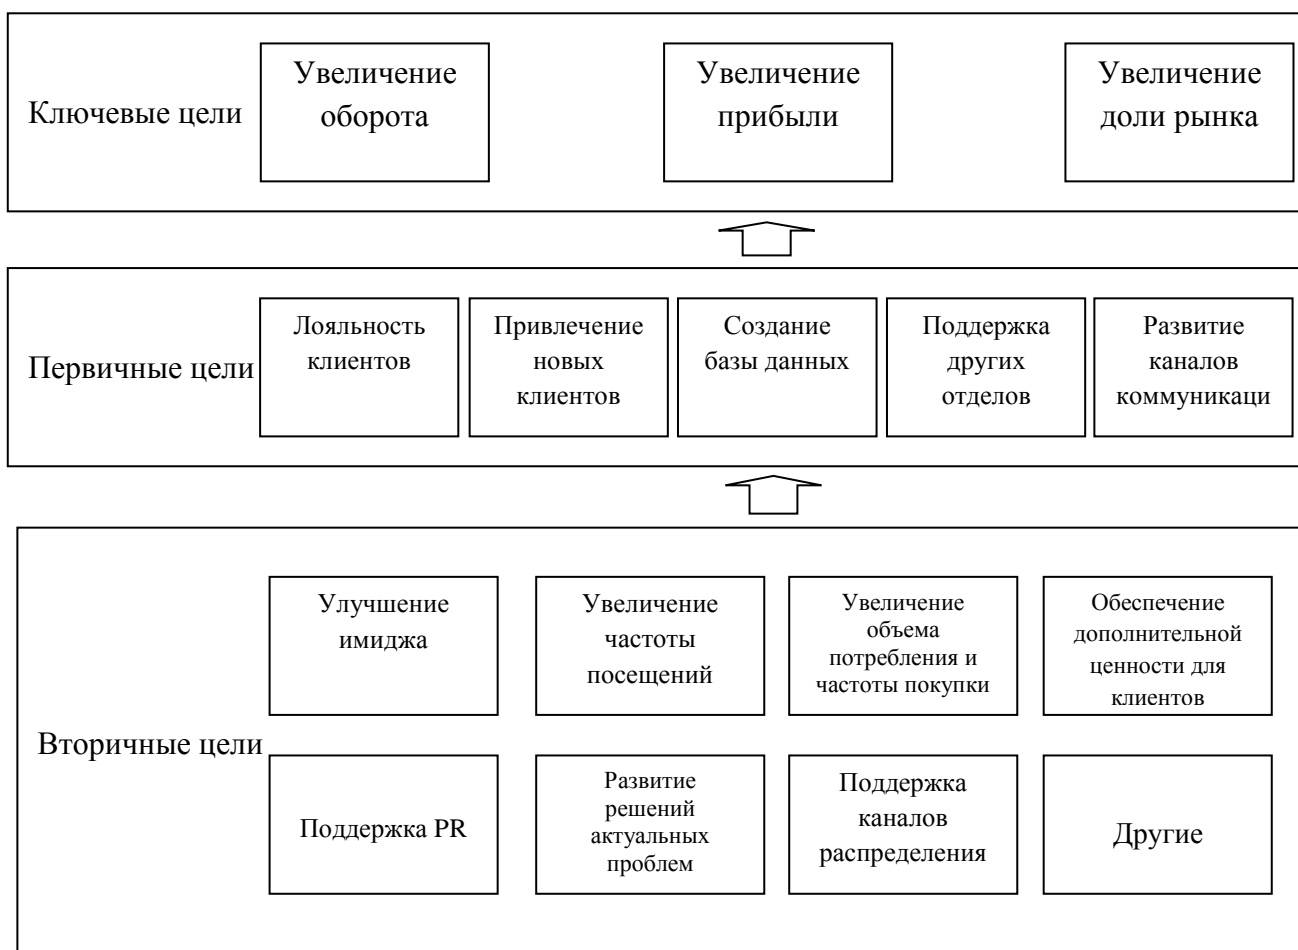 Ключевые цели
Увеличение
оборота
Увеличение
прибыли
Увеличение
доли рынка
Первичные цели
Лояльность
клиентов
Привлечение
новых
клиентов
Создание
базы данных
Поддержка
других
отделов
Развитие
каналов
коммуникаци
Вторичные цели
Улучшение
имиджа
Увеличение
частоты
посещений
Увеличение
объема
потребления и
частоты покупки
Обеспечение
дополнительной
ценности для
клиентов
Поддержка PR
Развитие
решений
актуальных
проблем
Поддержка
каналов
распределения
Другие